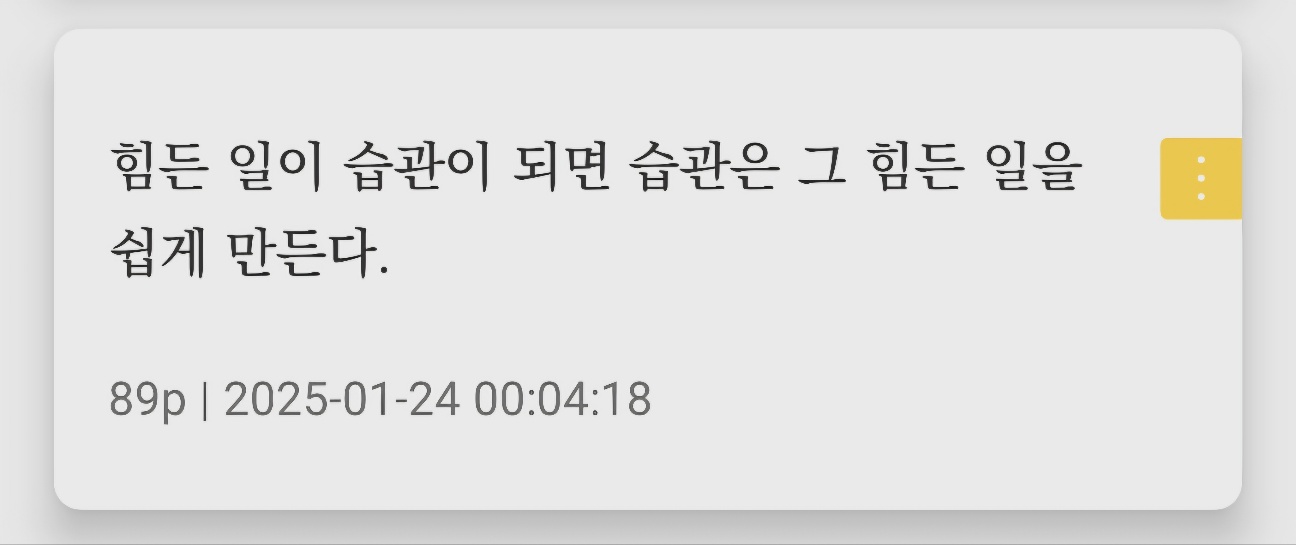 힘든 일이 습관이 되면 습관은 그 힘든 일을
쉽게 만든다.
89p | 2025-01-24 00:04:18